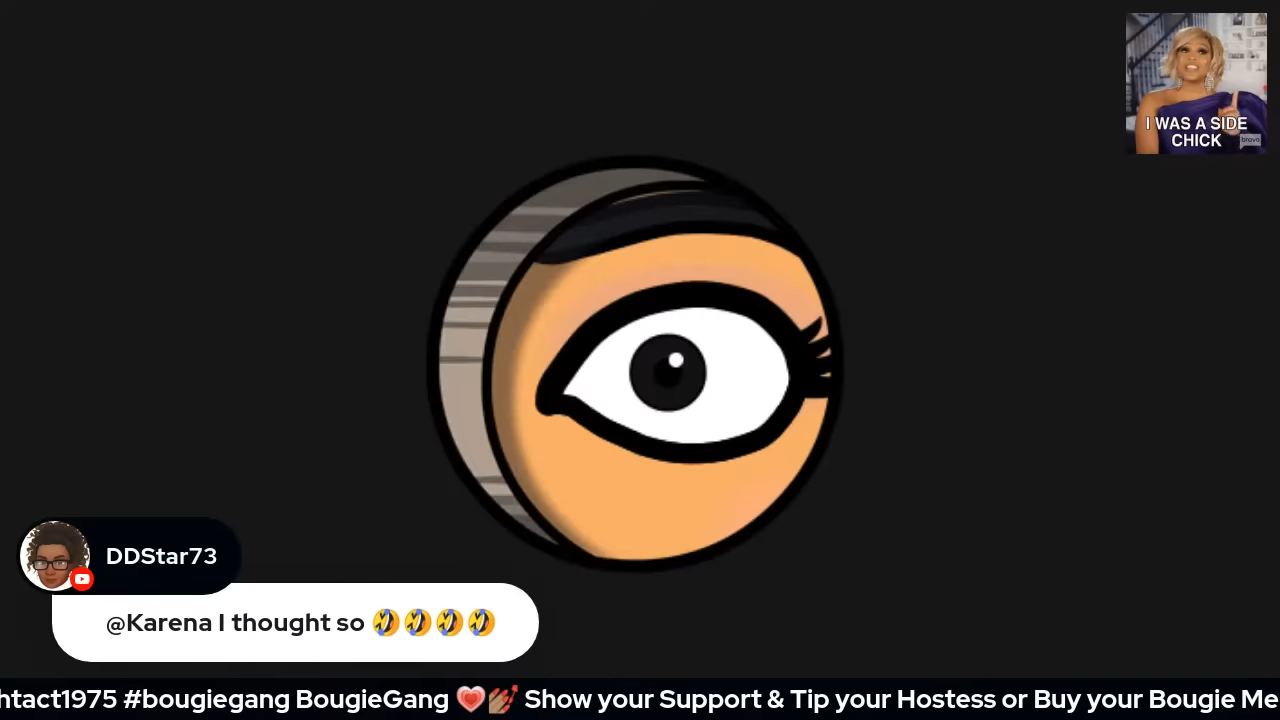 I WAS A SIDE
CHICK
bravo
DDStar73
@Karena I thought so 🤣🤣🤣🤣
ntact1975 #bougiegang BougieGang 💗💅🏾 Show your Support & Tip your Hostess or Buy your Bougie Me